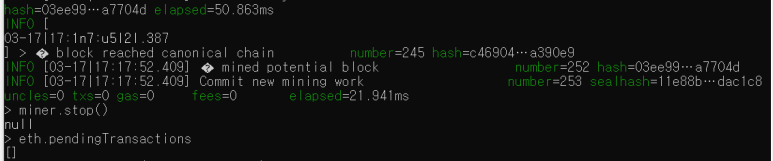 hash=03ee99…a7704d elapsed=50.863ms
INFO [
03-17|17:1n7:u5l2l.387
] > � block reached canonical chain number=245 hash=c46904…a390e9
INFO [03-17|17:17:52.409] � mined potential block number=252 hash=03ee99…a7704d
INFO [03-17|17:17:52.409] Commit new mining work number=253 sealhash=11e88b…dac1c8
uncles=0 txs=0 gas=0 fees=0 elapsed=21.941ms
> miner.stop()
null
> eth.pendingTransactions
[]